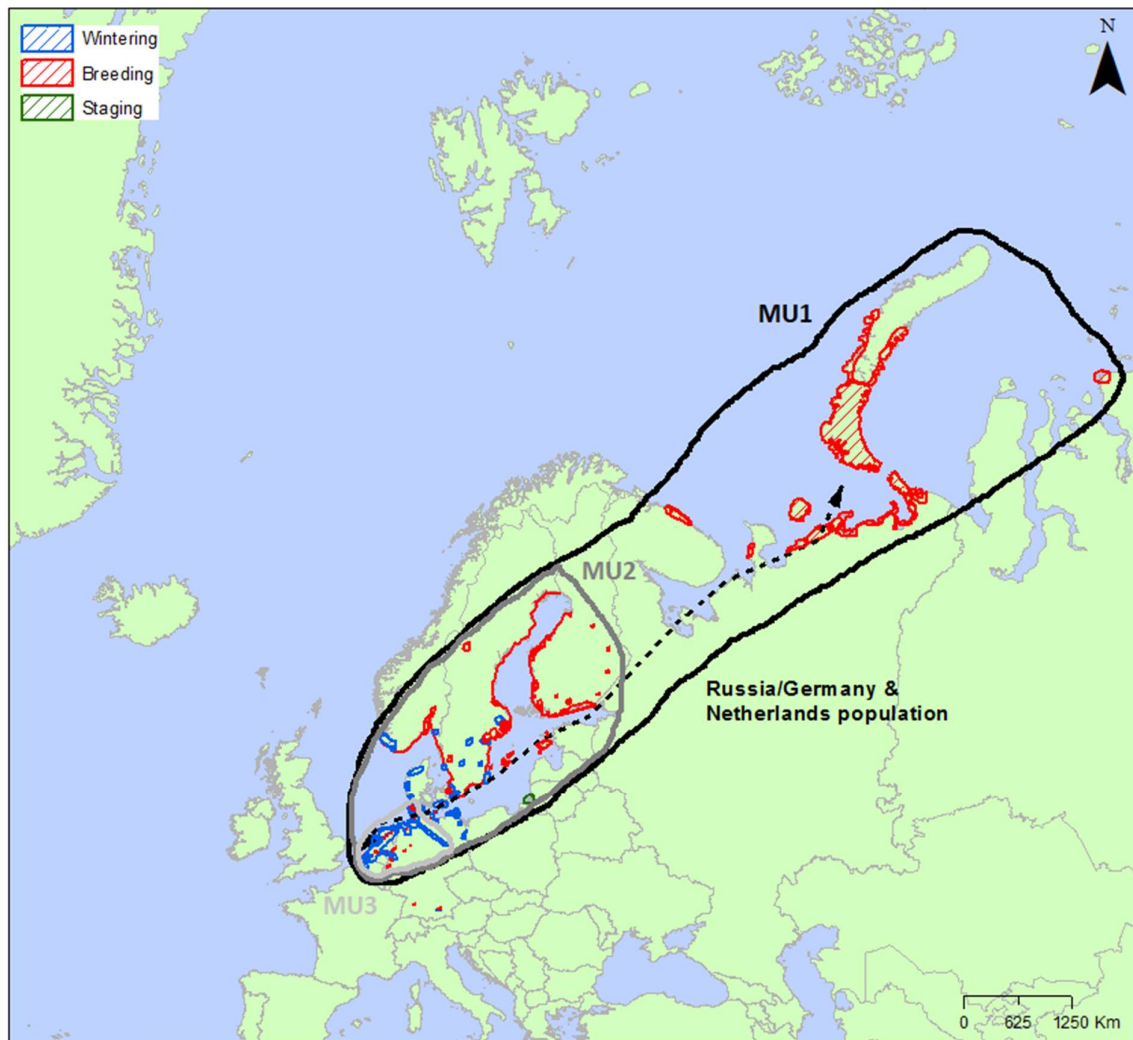 Wintering
Breeding
Staging
N
MU1
MU2
Russia/Germany &
Netherlands population
MU3
0 625 1250 Km